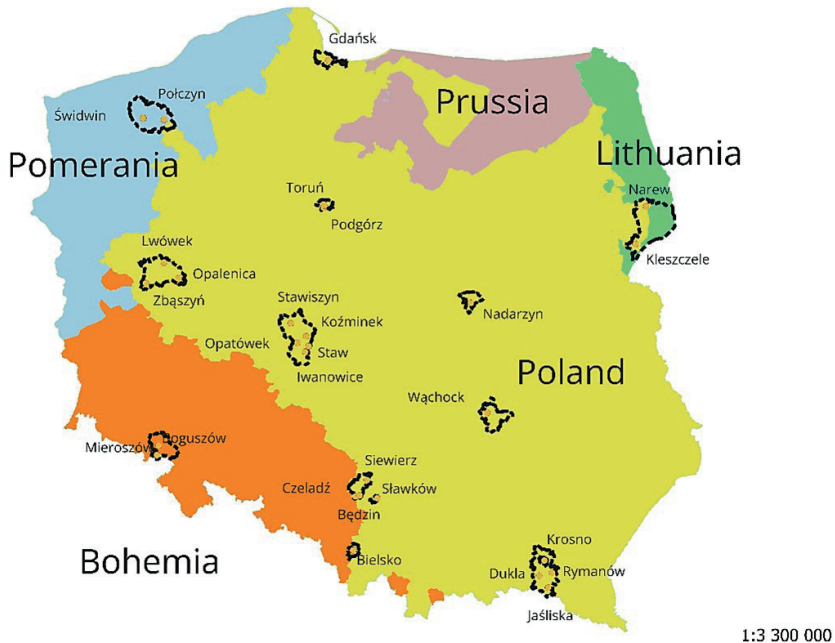 Gdańsk
Połczyn
Prussia
Świdwin
Lithuania
Pomerania
Narew
Toruń
Podgórz
Lwówek
Kleszczele
Opalenica
Zbąszyń
Stawiszyn
Koźminek
Nadarzyn
Opatówek
Staw
Iwanowice
Poland
Wąchock
Boguszów
Mieroszów
Siewierz
Czeladź
Sławków
Będzin
Krosno
Bohemia
Bielsko
Dukla
Rymanów
Jaśliska
1:3 300 000